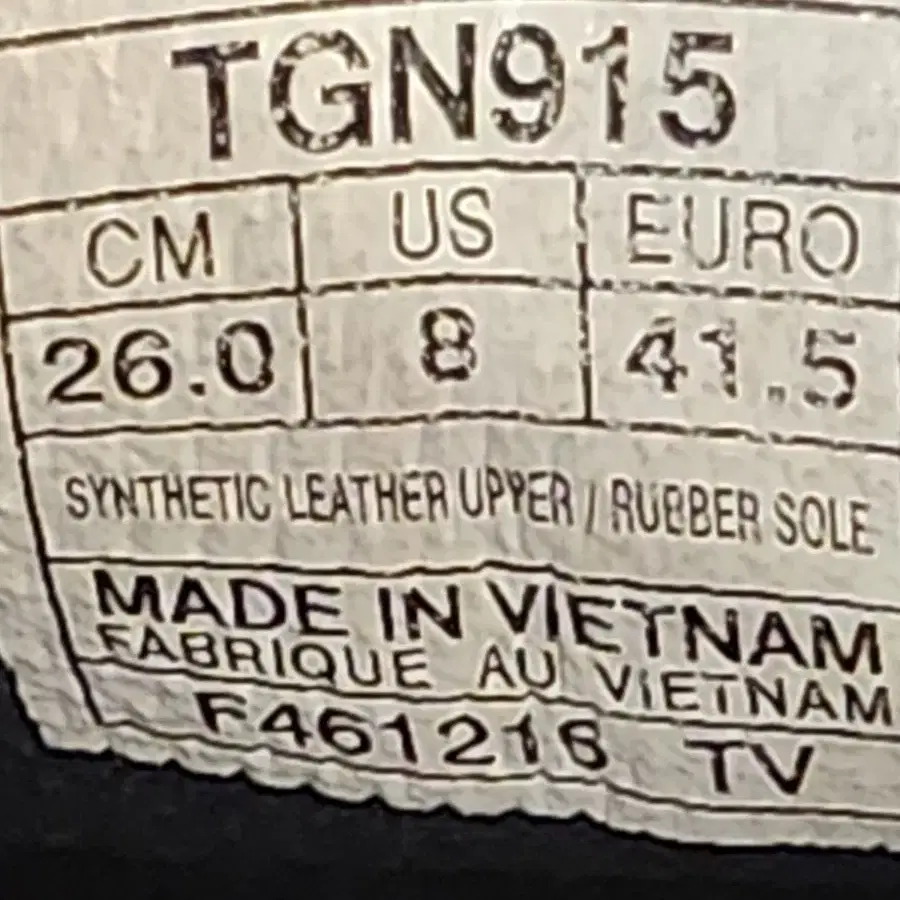 TGN915
CM US EURO
26.0 8 41.5
SYNTHETIC LEATHER UPPER / RUBBER SOLE
MADE IN VIETNAM
FABRIQUE AU VIETNAM
F461216 TV